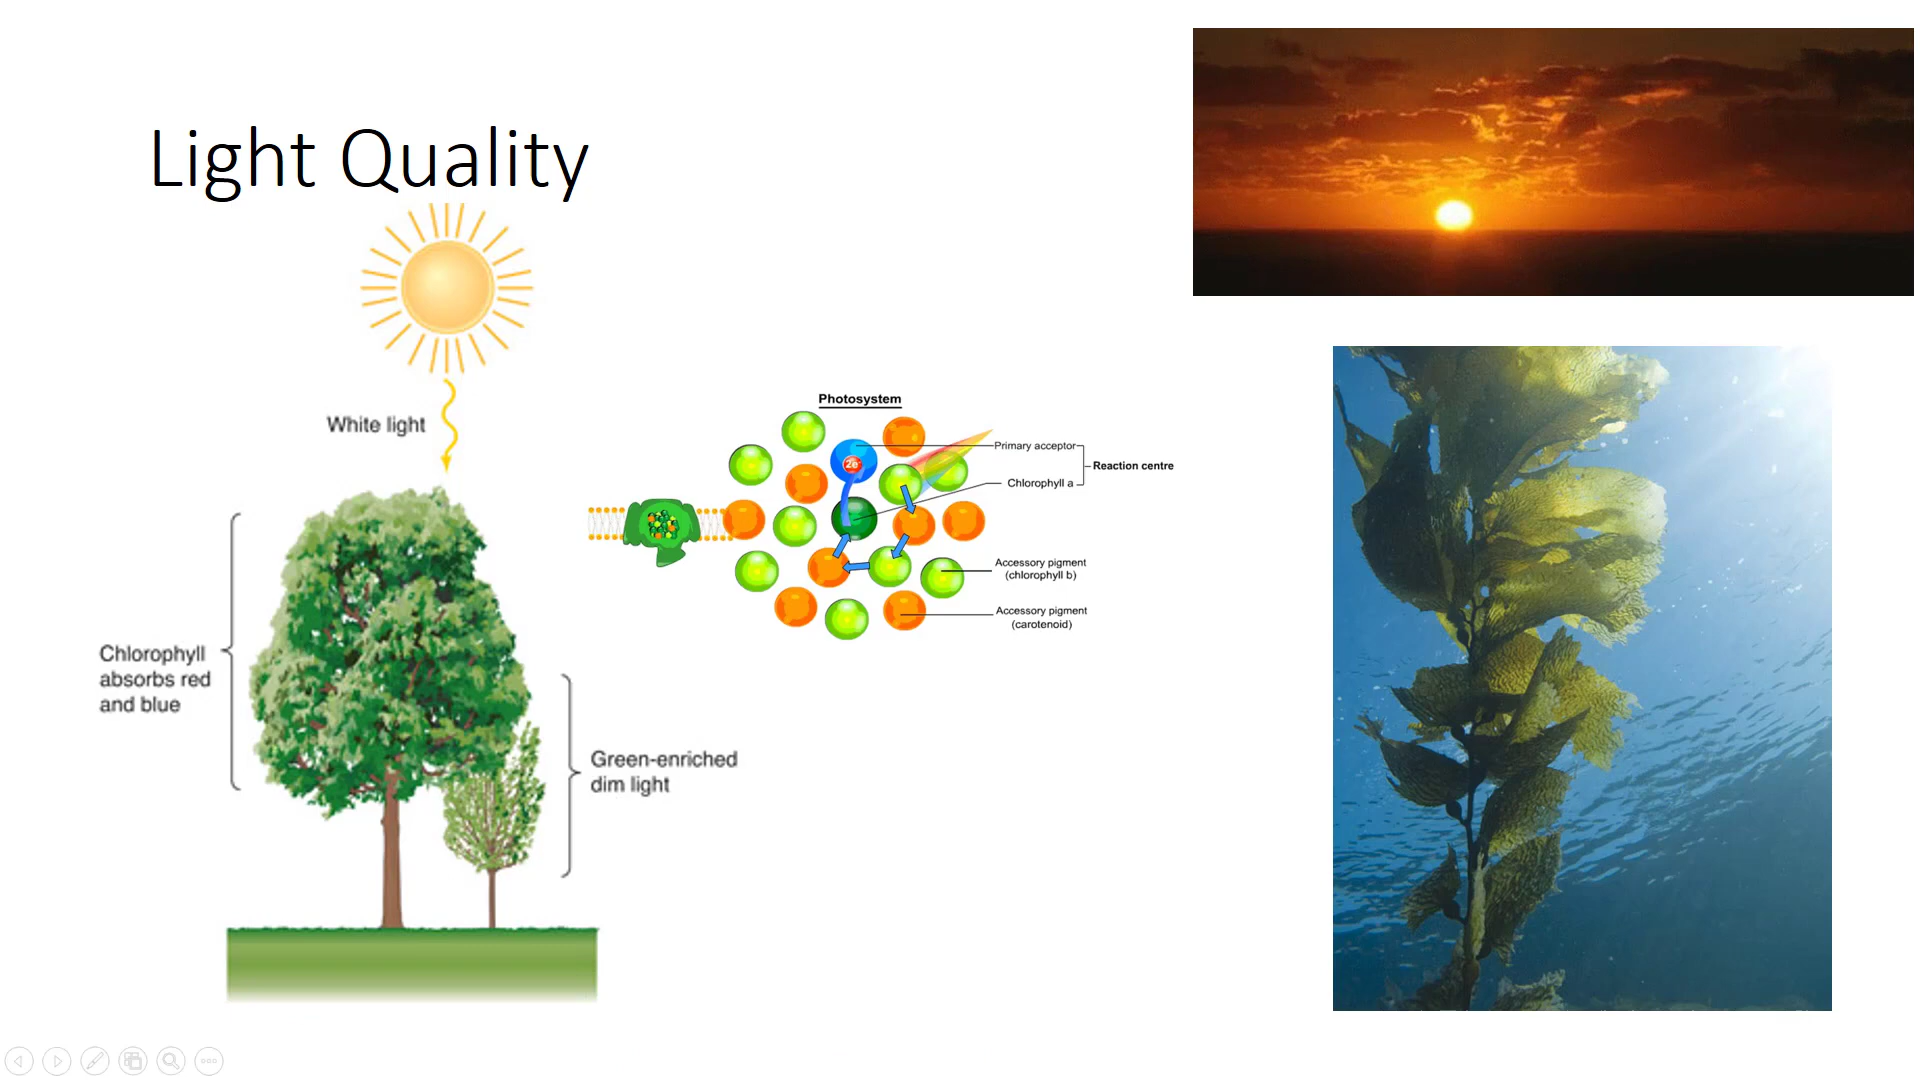 Light Quality
White light
Chlorophyll
absorbs red
and blue
Green-enriched
dim light
Photosystem
2e⁻
Primary acceptor
Reaction centre
Chlorophyll a
Accessory pigment
(chlorophyll b)
Accessory pigment
(carotenoid)